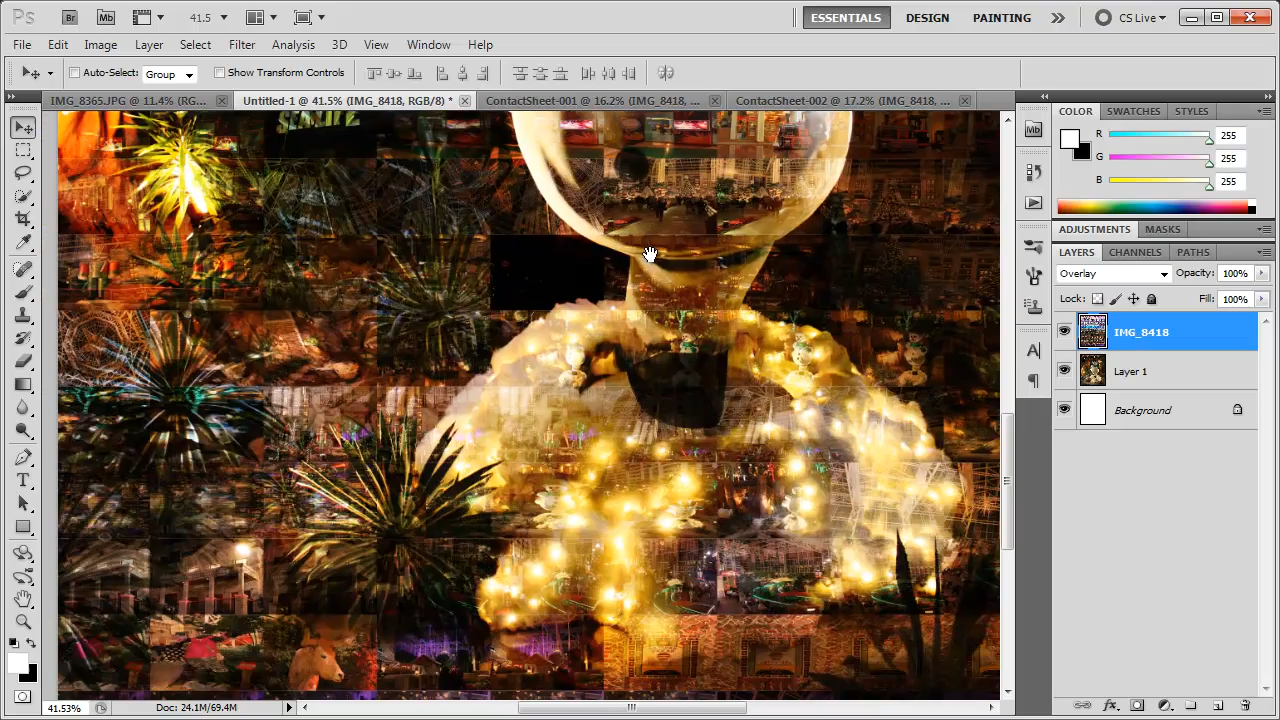 Ps Br Mb 41.5 ESSENTIALS DESIGN PAINTING CS Live
File Edit Image Layer Select Filter Analysis 3D View Window Help
Auto-Select: Group Show Transform Controls
IMG_8365.JPG @ 11.4% (RG... Untitled-1 @ 41.5% (IMG_8418, RGB/8) * ContactSheet-001 @ 16.2% (IMG_8418, ... ContactSheet-002 @ 17.2% (IMG_8418, ...
COLOR SWATCHES STYLES
Mb
R 255
G 255
B 255
ADJUSTMENTS MASKS
LAYERS CHANNELS PATHS
Overlay Opacity: 100%
Lock: Fill: 100%
IMG_8418
Layer 1
Background
41.53% Doc: 24.1M/69.4M